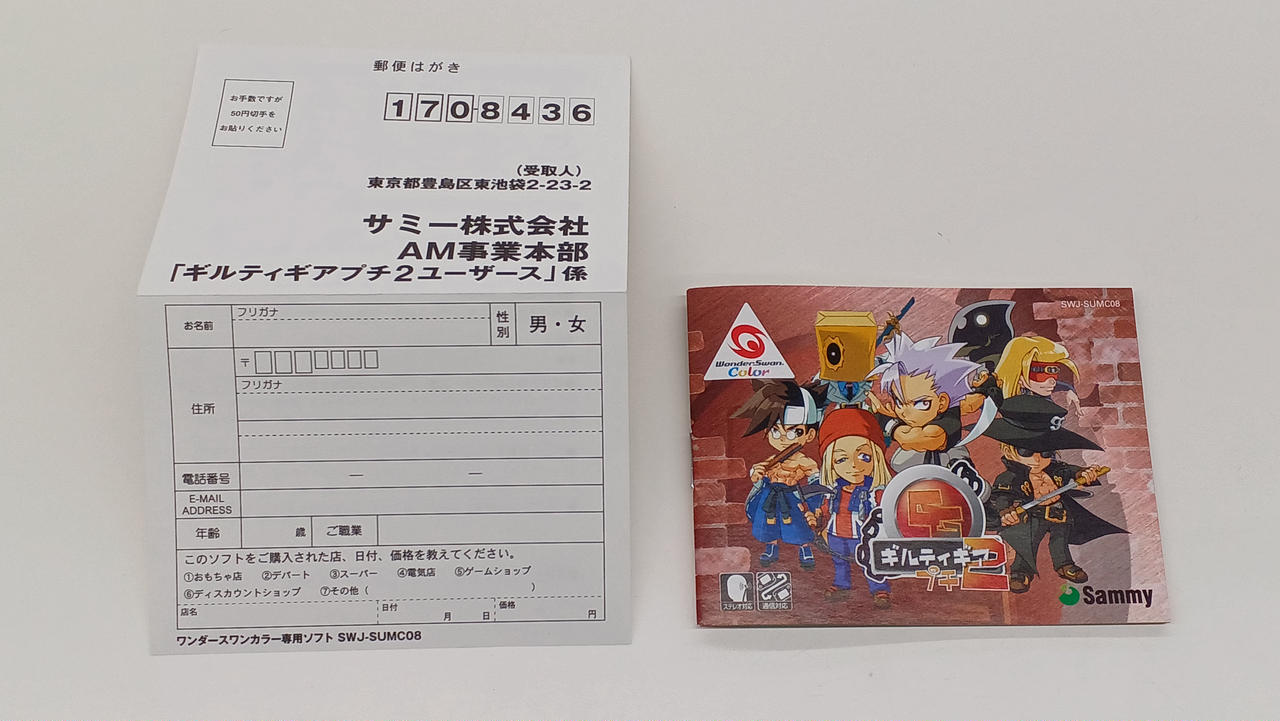 郵便はがき
お手数ですが
50円切手を
お貼りください
170-8436
(受取人)
東京都豊島区東池袋2-23-2
サミー株式会社
AM事業本部
「ギルティギアプチ2ユーザース」係
お名前
フリガナ
性別
男・女
住所
〒
フリガナ
電話番号
— —
E-MAIL
ADDRESS
年齢
歳
ご職業
このソフトをご購入された店、日付、価格を教えてください。
①おもちゃ店 ②デパート ③スーパー ④電気店 ⑤ゲームショップ
⑥ディスカウントショップ ⑦その他( )
店名
日付
月 日
価格
円
ワンダースワンカラー専用ソフト SWJ-SUMC08
SWJ-SUMC08
WonderSwan
Color
GG
ギルティギア
プチ2
ステレオ対応
通信対応
Sammy